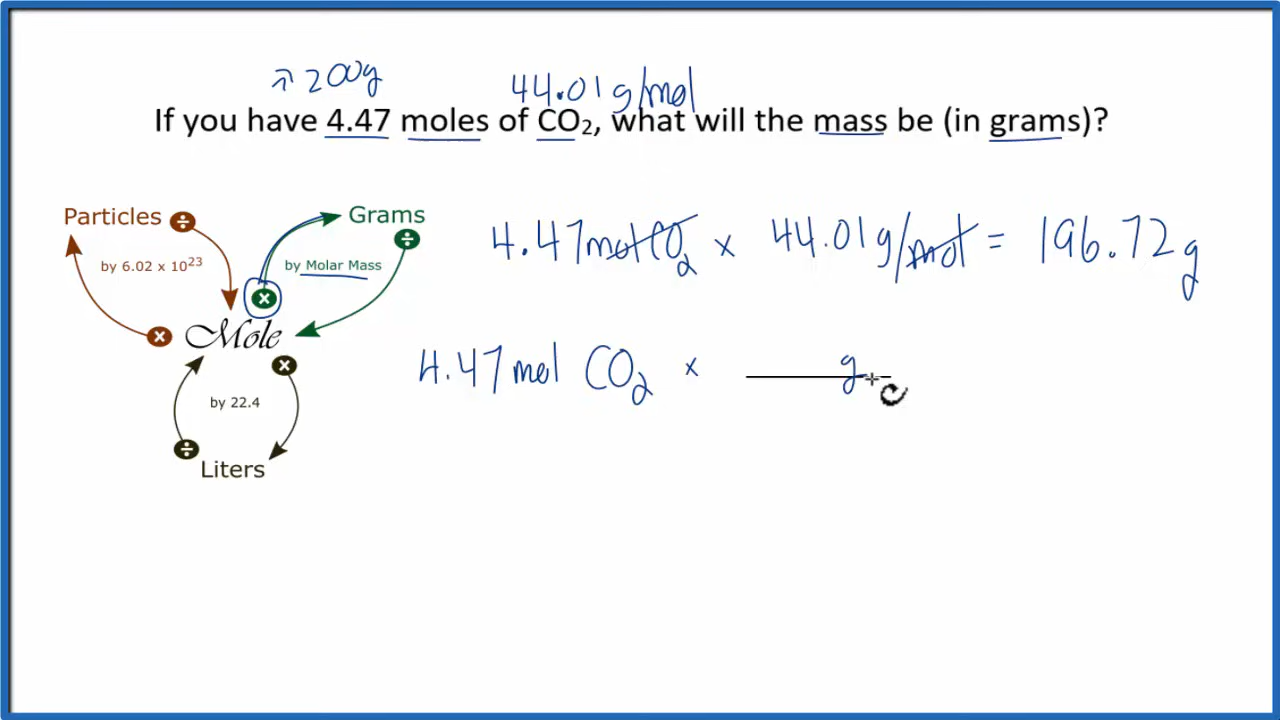 ≈ 200g 44.01 g/mol
If you have 4.47 moles of CO₂, what will the mass be (in grams)?
Particles ÷ Grams
÷
by 6.02 x 10²³ by Molar Mass
x
x Mole
x
by 22.4
÷
Liters
4.47 mol CO₂ x 44.01 g/mol = 196.72 g
4.47 mol CO₂ x g